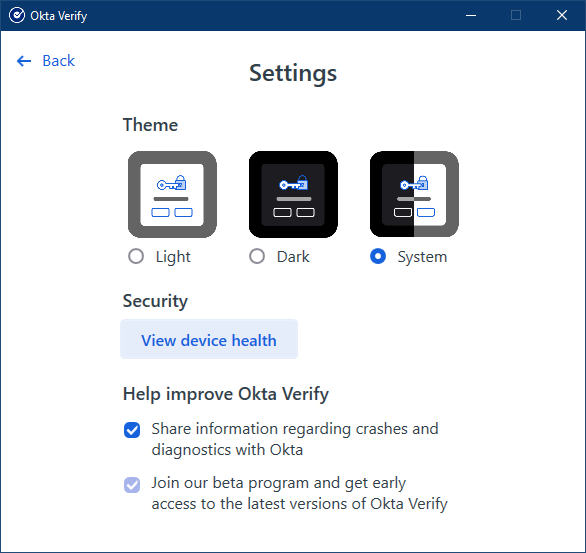 Okta Verify
Back
Settings
Theme
Light
Dark
System
Security
View device health
Help improve Okta Verify
Share information regarding crashes and
diagnostics with Okta
Join our beta program and get early
access to the latest versions of Okta Verify